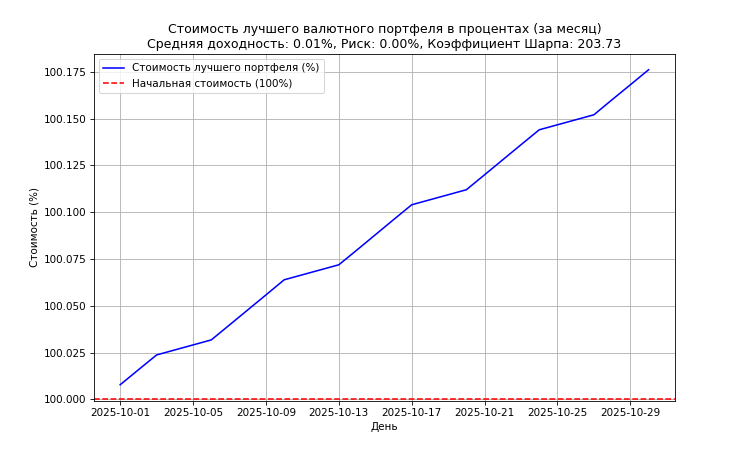 Стоимость лучшего валютного портфеля в процентах (за месяц)
Средняя доходность: 0.01%, Риск: 0.00%, Коэффициент Шарпа: 203.73
Стоимость лучшего портфеля (%)
Начальная стоимость (100%)
Стоимость (%)
100.175
100.150
100.125
100.100
100.075
100.050
100.025
100.000
2025-10-01 2025-10-05 2025-10-09 2025-10-13 2025-10-17 2025-10-21 2025-10-25 2025-10-29
День